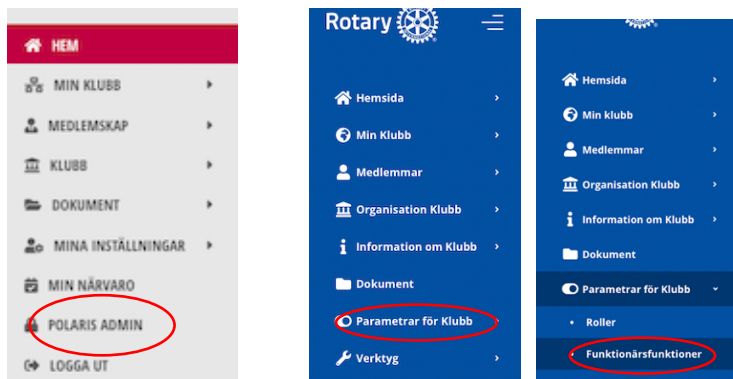 HEM
MIN KLUBB
MEDLEMSKAP
KLUBB
DOKUMENT
MINA INSTÄLLNINGAR
MIN NÄRVARO
POLARIS ADMIN
LOGGA UT
Rotary
Hemsida
Min Klubb
Medlemmar
Organisation Klubb
Information om Klubb
Dokument
Parametrar för Klubb
Verktyg
Hemsida
Min klubb
Medlemmar
Organisation Klubb
Information om Klubb
Dokument
Parametrar för Klubb
Roller
Funktionärsfunktioner